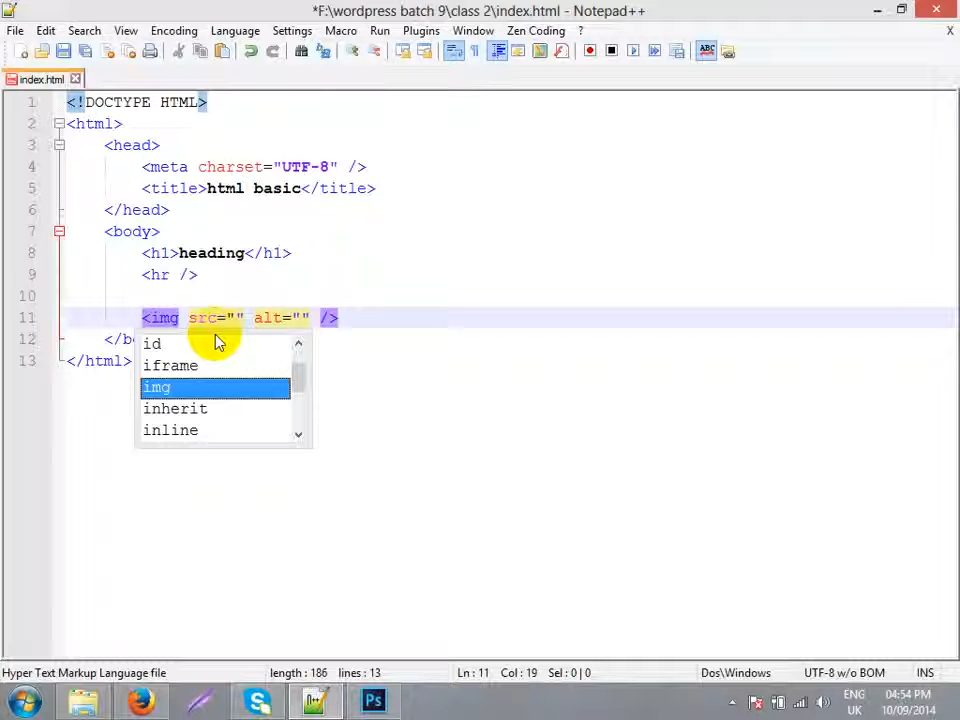 *F:\wordpress batch 9\class 2\index.html - Notepad++
File Edit Search View Encoding Language Settings Macro Run Plugins Window Zen Coding ? X
ABC
index.html
1 <!DOCTYPE HTML>
2 <html>
3 <head>
4 <meta charset="UTF-8" />
5 <title>html basic</title>
6 </head>
7 <body>
8 <h1>heading</h1>
9 <hr />
10
11 <img src="" alt="" />
12 </b
13 </html>
id
iframe
img
inherit
inline
Hyper Text Markup Language file length : 186 lines : 13 Ln : 11 Col : 19 Sel : 0 | 0 Dos\Windows UTF-8 w/o BOM INS
Ps
ENG 04:54 PM
UK 10/09/2014